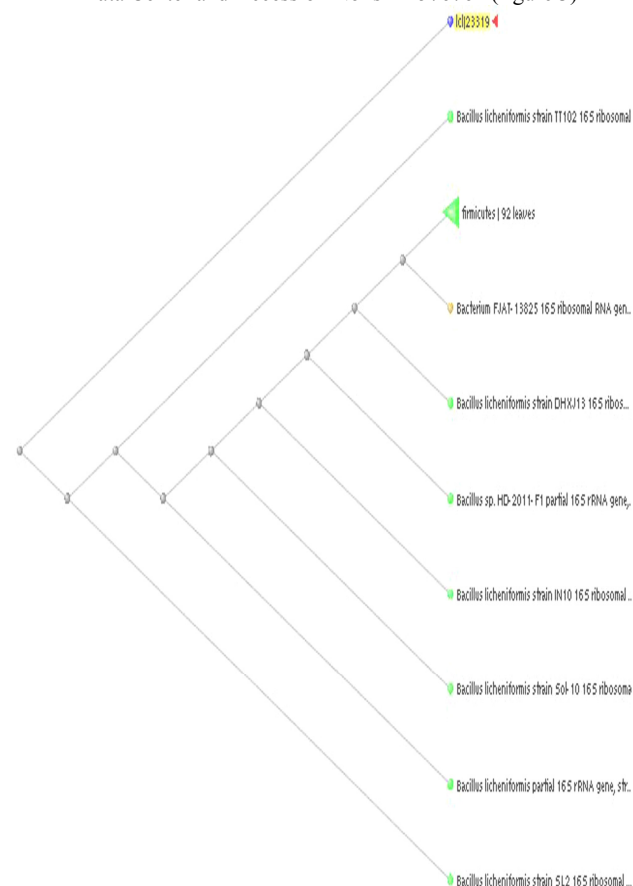 lcl|23319
Bacillus licheniformis strain TT102 16S ribosomal
firmicutes | 92 leaves
Bacterium FJAT-13825 16S ribosomal RNA gen...
Bacillus licheniformis strain DHXJ13 16S ribos...
Bacillus sp. HD-2011-F1 partial 16S rRNA gene,...
Bacillus licheniformis strain IN10 16S ribosomal ...
Bacillus licheniformis strain Sol-10 16S ribosoma
Bacillus licheniformis partial 16S rRNA gene, str...
Bacillus licheniformis strain SL2 16S ribosomal ...